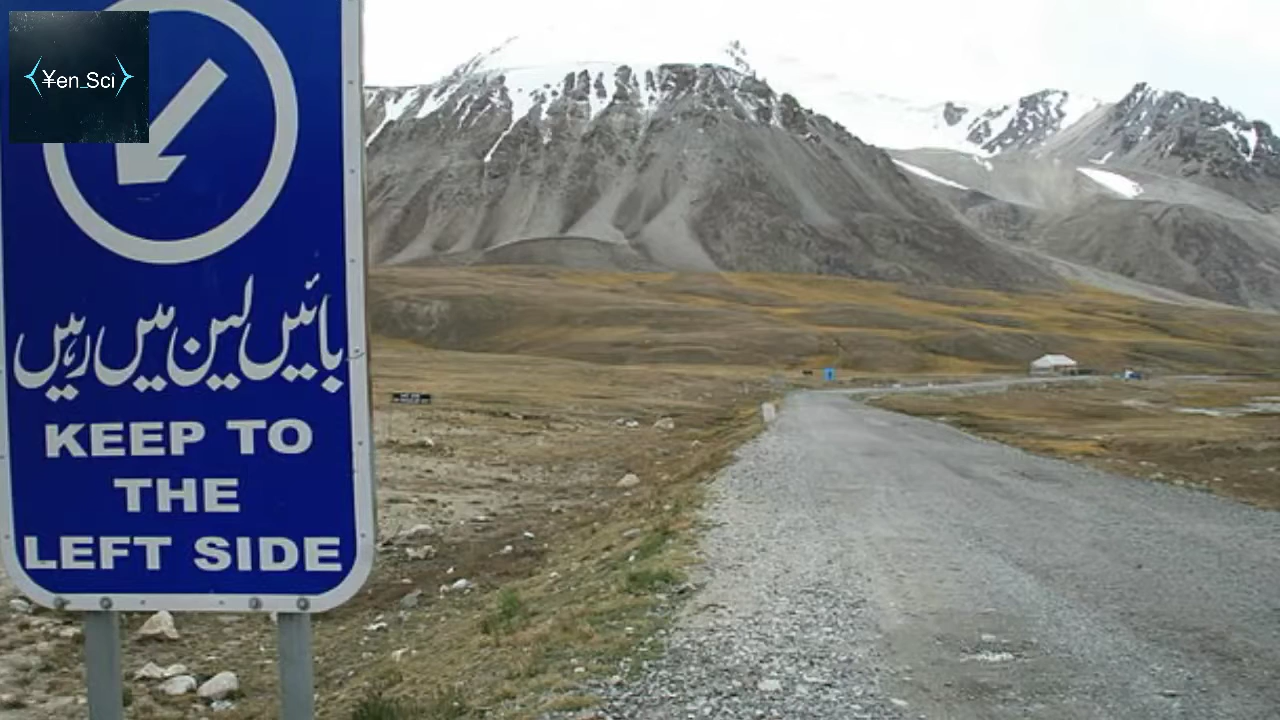 ¥en_Sci
بائیں لین میں رہیں
KEEP TO
THE
LEFT SIDE